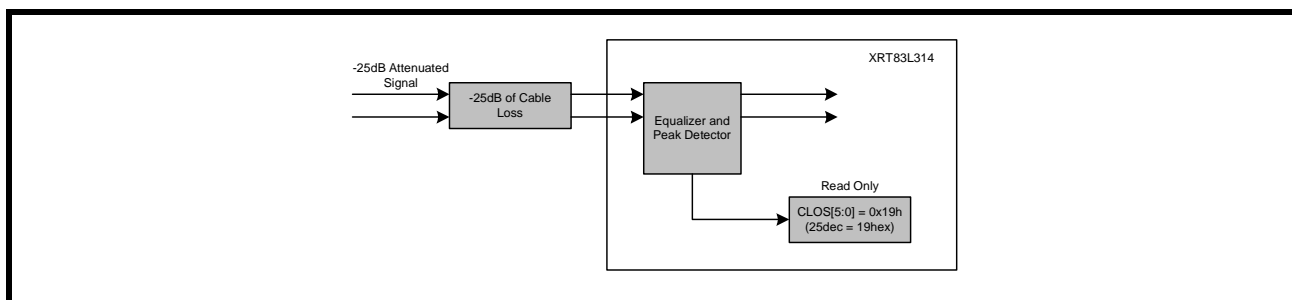 XRT83L314
-25dB Attenuated
Signal
-25dB of Cable
Loss
Equalizer and
Peak Detector
Read Only
CLOS[5:0] = 0x19h
(25dec = 19hex)